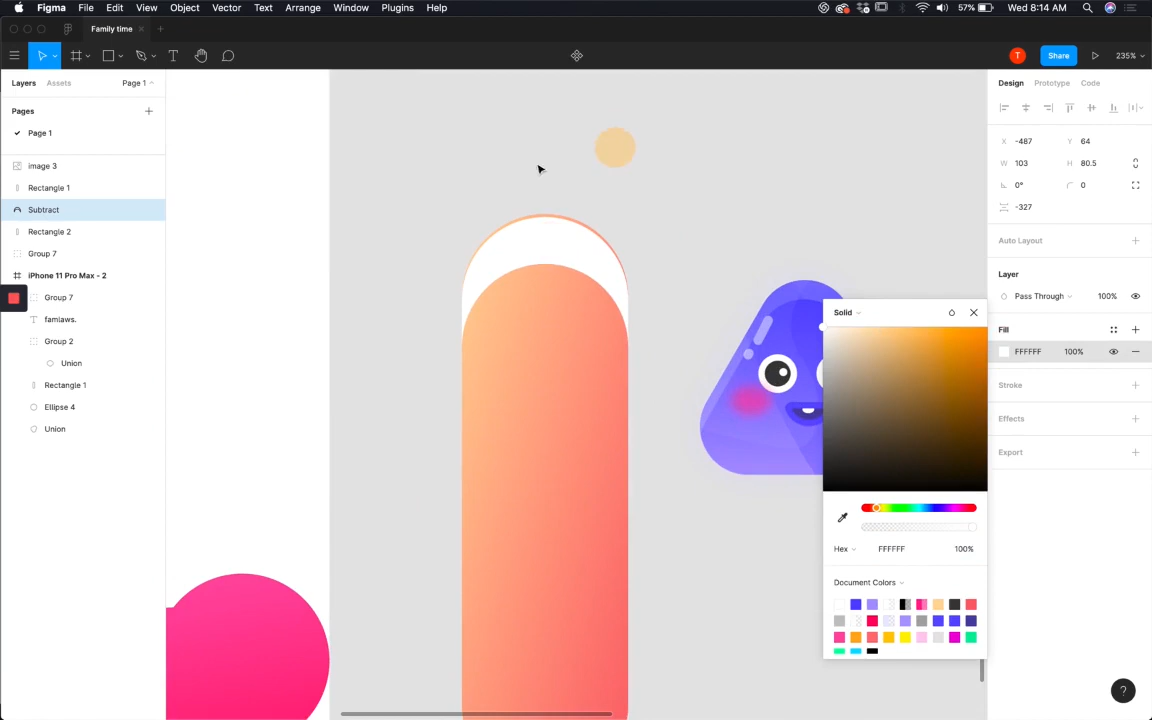 Figma File Edit View Object Vector Text Arrange Window Plugins Help 57% Wed 8:14 AM
Family time
T Share 235%
Layers Assets Page 1
Pages
Page 1
image 3
Rectangle 1
Subtract
Rectangle 2
Group 7
iPhone 11 Pro Max - 2
Group 7
famlaws.
Group 2
Union
Rectangle 1
Ellipse 4
Union
Solid
Hex FFFFFF 100%
Document Colors
Design Prototype Code
X -487 Y 64
W 103 H 80.5
0° 0
-327
Auto Layout
Layer
Pass Through 100%
Fill
FFFFFF 100%
Stroke
Effects
Export
?